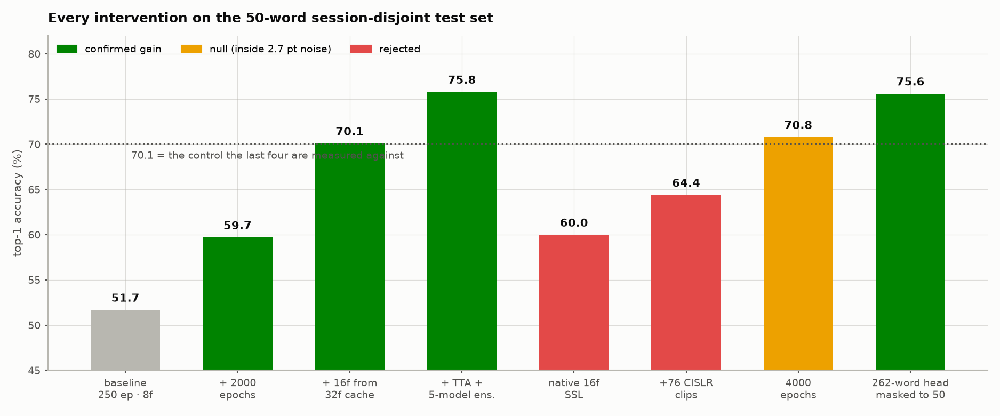 Every intervention on the 50-word session-disjoint test set
confirmed gain
null (inside 2.7 pt noise)
rejected
top-1 accuracy (%)
80
75
70
65
60
55
50
45
51.7
59.7
70.1
75.8
60.0
64.4
70.8
75.6
70.1 = the control the last four are measured against
baseline
250 ep · 8f
+ 2000
epochs
+ 16f from
32f cache
+ TTA +
5-model ens.
native 16f
SSL
+76 CISLR
clips
4000
epochs
262-word head
masked to 50